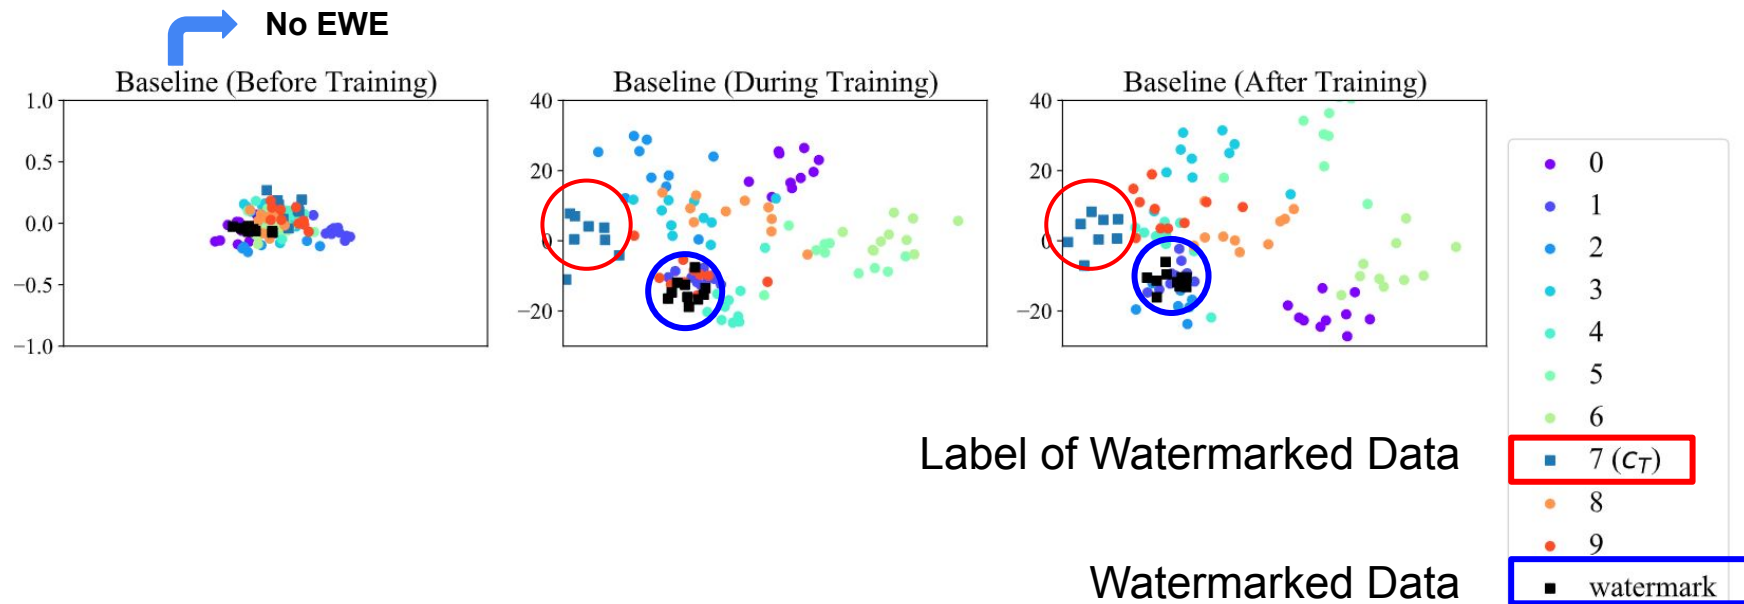 No EWE
Baseline (Before Training)
Baseline (During Training)
Baseline (After Training)
1.0
0.5
0.0
−0.5
−1.0
40
20
0
−20
40
20
0
−20
0
1
2
3
4
5
6
7 (cT)
8
9
watermark
Label of Watermarked Data
Watermarked Data